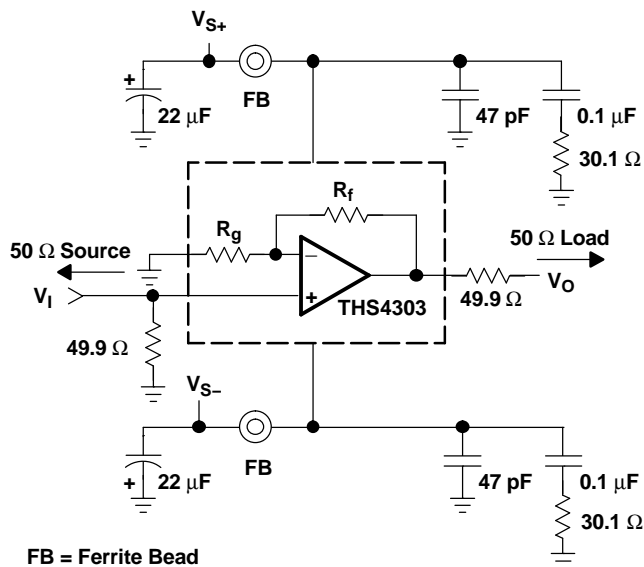 VS+
+
22 μF
FB
47 pF
0.1 μF
30.1 Ω
Rf
Rg
50 Ω Source
50 Ω Load
−
VI
+
THS4303
49.9 Ω
VO
49.9 Ω
VS−
22 μF
+
FB
47 pF
0.1 μF
30.1 Ω
FB = Ferrite Bead